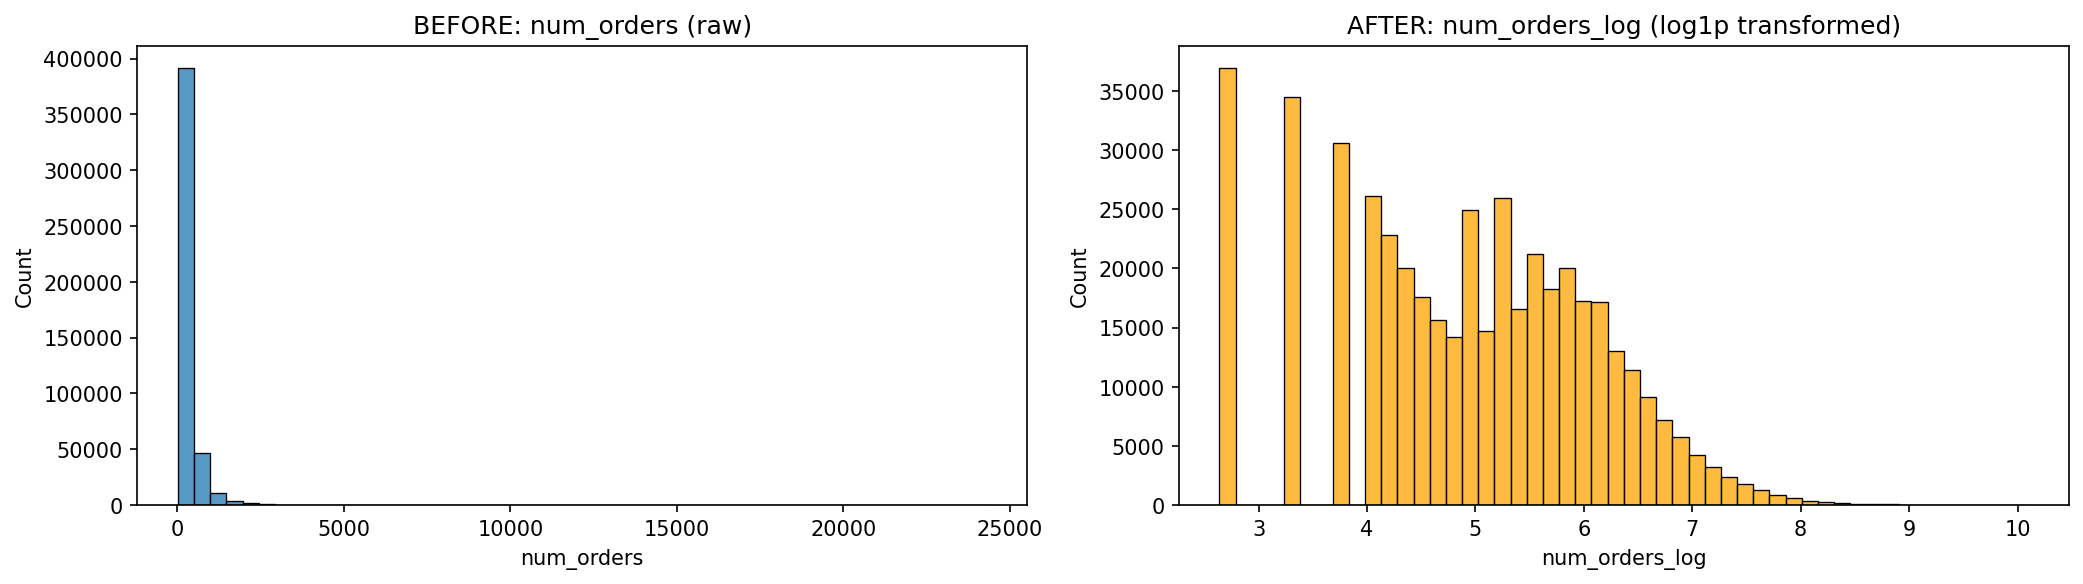 BEFORE: num_orders (raw)
400000
350000
300000
250000
200000
150000
100000
50000
0
Count
0 5000 10000 15000 20000 25000
num_orders
AFTER: num_orders_log (log1p transformed)
35000
30000
25000
20000
15000
10000
5000
0
Count
3 4 5 6 7 8 9 10
num_orders_log